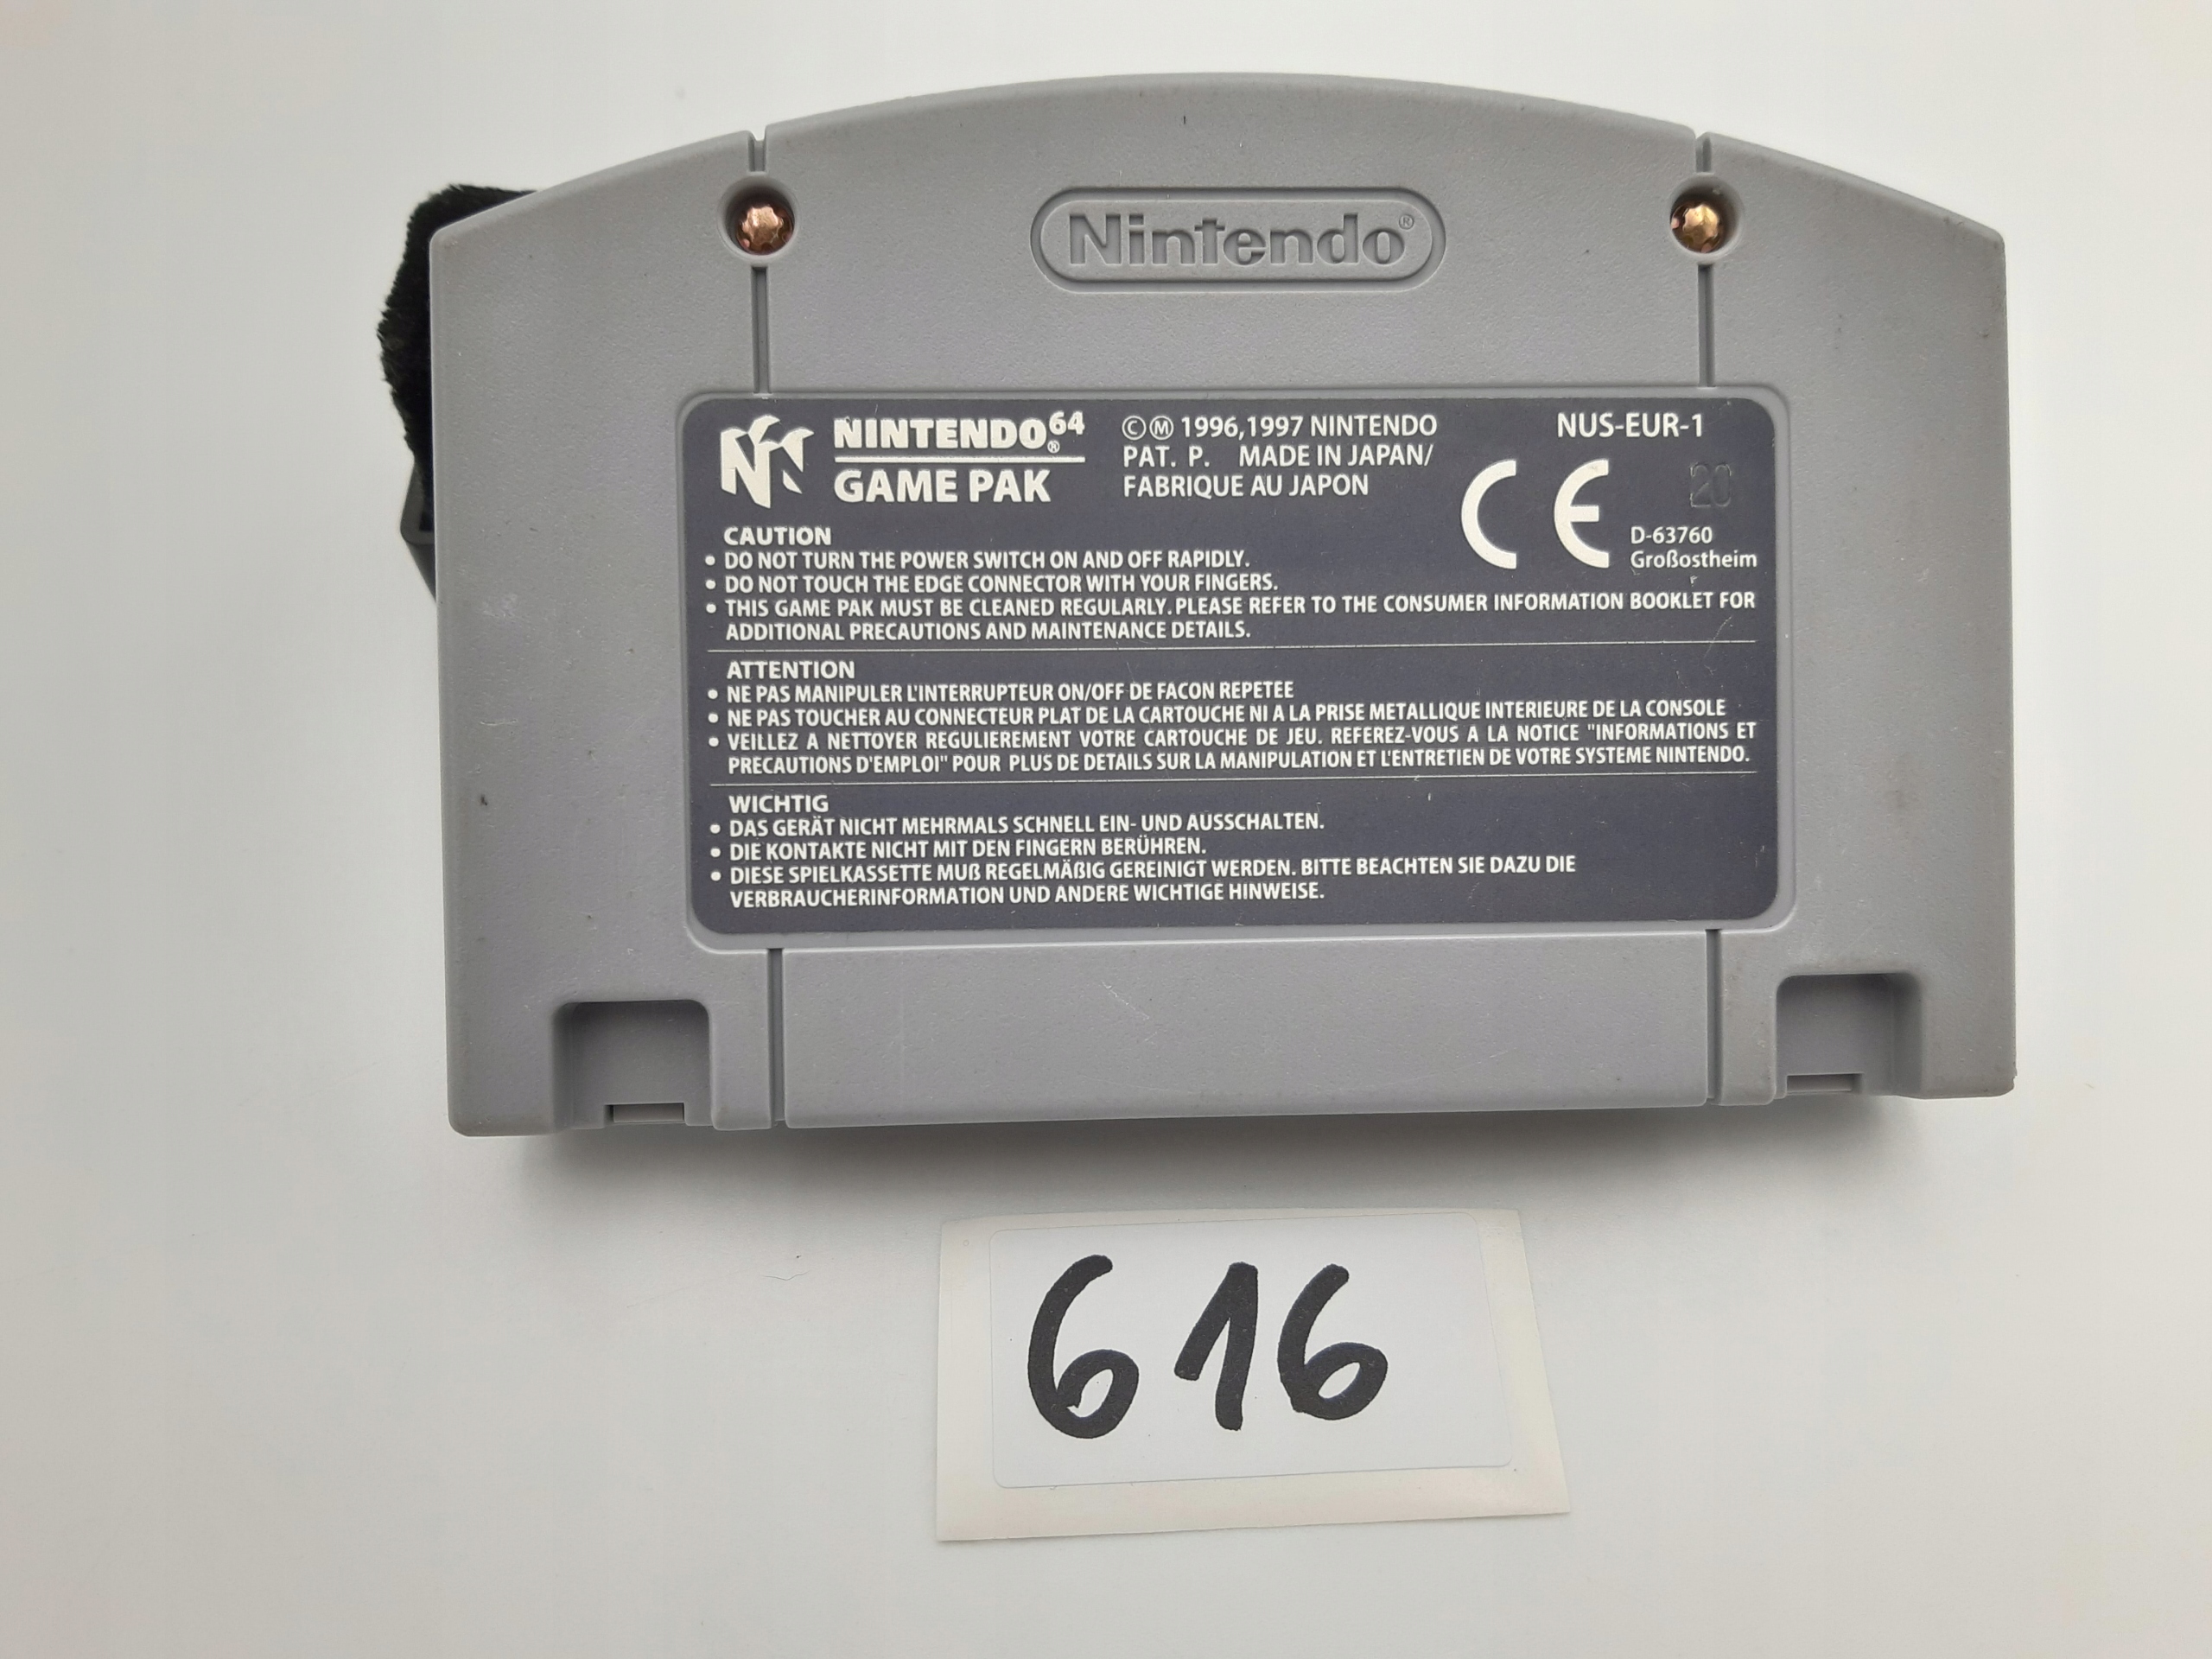 Nintendo®
NINTENDO64®
GAME PAK
ⒸⓂ 1996,1997 NINTENDO
PAT. P. MADE IN JAPAN/
FABRIQUE AU JAPON
NUS-EUR-1
CE
20
D-63760
Großostheim
CAUTION
• DO NOT TURN THE POWER SWITCH ON AND OFF RAPIDLY.
• DO NOT TOUCH THE EDGE CONNECTOR WITH YOUR FINGERS.
• THIS GAME PAK MUST BE CLEANED REGULARLY. PLEASE REFER TO THE CONSUMER INFORMATION BOOKLET FOR
ADDITIONAL PRECAUTIONS AND MAINTENANCE DETAILS.
ATTENTION
• NE PAS MANIPULER L'INTERRUPTEUR ON/OFF DE FACON REPETEE
• NE PAS TOUCHER AU CONNECTEUR PLAT DE LA CARTOUCHE NI A LA PRISE METALLIQUE INTERIEURE DE LA CONSOLE
• VEILLEZ A NETTOYER REGULIEREMENT VOTRE CARTOUCHE DE JEU. REFEREZ-VOUS A LA NOTICE "INFORMATIONS ET
PRECAUTIONS D'EMPLOI" POUR PLUS DE DETAILS SUR LA MANIPULATION ET L'ENTRETIEN DE VOTRE SYSTEME NINTENDO.
WICHTIG
• DAS GERÄT NICHT MEHRMALS SCHNELL EIN- UND AUSSCHALTEN.
• DIE KONTAKTE NICHT MIT DEN FINGERN BERÜHREN.
• DIESE SPIELKASSETTE MUß REGELMÄßIG GEREINIGT WERDEN. BITTE BEACHTEN SIE DAZU DIE
VERBRAUCHERINFORMATION UND ANDERE WICHTIGE HINWEISE.
616